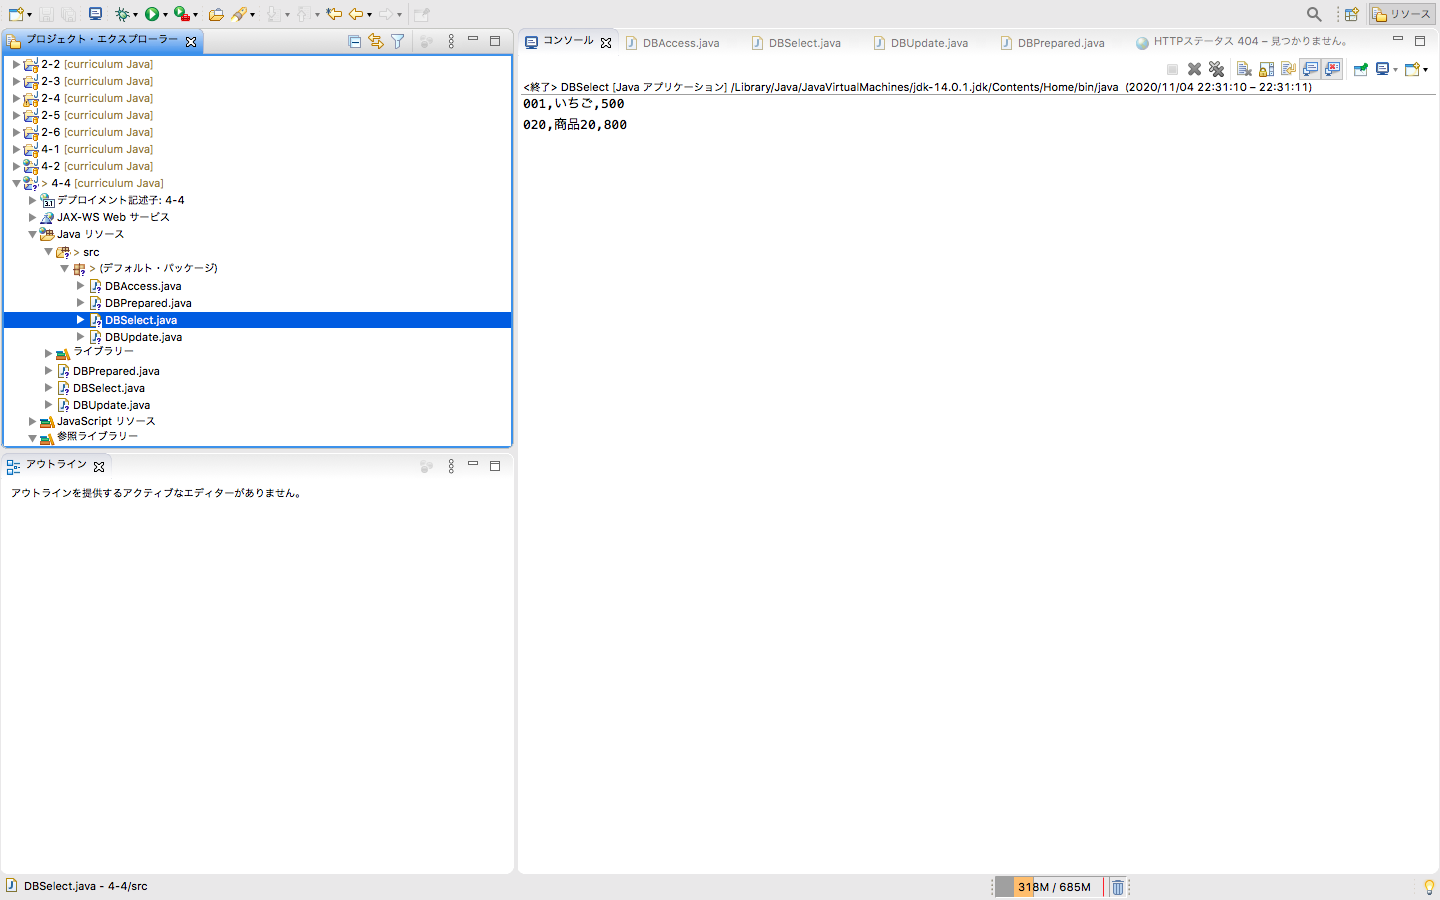 リソース
プロジェクト・エクスプローラー
2-2 [curriculum Java]
2-3 [curriculum Java]
2-4 [curriculum Java]
2-5 [curriculum Java]
2-6 [curriculum Java]
4-1 [curriculum Java]
4-2 [curriculum Java]
> 4-4 [curriculum Java]
デプロイメント記述子: 4-4
JAX-WS Web サービス
Java リソース
> src
> (デフォルト・パッケージ)
DBAccess.java
DBPrepared.java
DBSelect.java
DBUpdate.java
ライブラリー
DBPrepared.java
DBSelect.java
DBUpdate.java
JavaScript リソース
参照ライブラリー
アウトライン
アウトラインを提供するアクティブなエディターがありません。
コンソール DBAccess.java DBSelect.java DBUpdate.java DBPrepared.java HTTPステータス 404 – 見つかりません。
<終了> DBSelect [Java アプリケーション] /Library/Java/JavaVirtualMachines/jdk-14.0.1.jdk/Contents/Home/bin/java (2020/11/04 22:31:10 – 22:31:11)
001,いちご,500
020,商品20,800
DBSelect.java - 4-4/src
318M / 685M